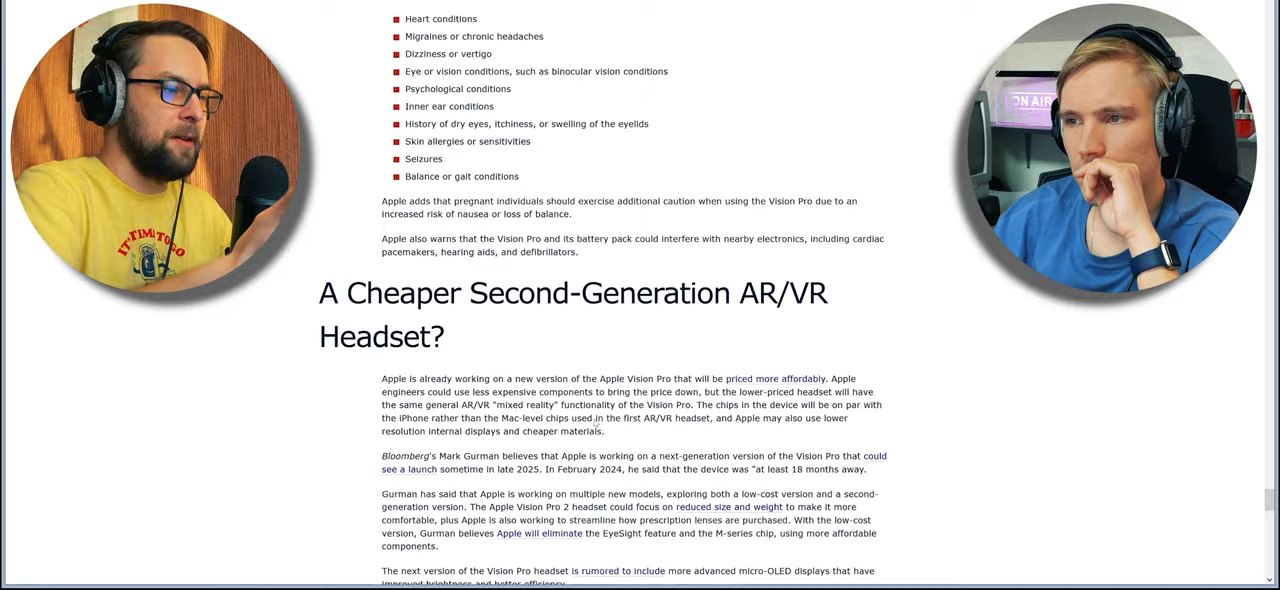 Heart conditions
Migraines or chronic headaches
Dizziness or vertigo
Eye or vision conditions, such as binocular vision conditions
Psychological conditions
Inner ear conditions
History of dry eyes, itchiness, or swelling of the eyelids
Skin allergies or sensitivities
Seizures
Balance or gait conditions
Apple adds that pregnant individuals should exercise additional caution when using the Vision Pro due to an
increased risk of nausea or loss of balance.
Apple also warns that the Vision Pro and its battery pack could interfere with nearby electronics, including cardiac
pacemakers, hearing aids, and defibrillators.
A Cheaper Second-Generation AR/VR
Headset?
Apple is already working on a new version of the Apple Vision Pro that will be priced more affordably. Apple
engineers could use less expensive components to bring the price down, but the lower-priced headset will have
the same general AR/VR "mixed reality" functionality of the Vision Pro. The chips in the device will be on par with
the iPhone rather than the Mac-level chips used in the first AR/VR headset, and Apple may also use lower
resolution internal displays and cheaper materials.
Bloomberg's Mark Gurman believes that Apple is working on a next-generation version of the Vision Pro that could
see a launch sometime in late 2025. In February 2024, he said that the device was "at least 18 months away.
Gurman has said that Apple is working on multiple new models, exploring both a low-cost version and a second-
generation version. The Apple Vision Pro 2 headset could focus on reduced size and weight to make it more
comfortable, plus Apple is also working to streamline how prescription lenses are purchased. With the low-cost
version, Gurman believes Apple will eliminate the EyeSight feature and the M-series chip, using more affordable
components.
The next version of the Vision Pro headset is rumored to include more advanced micro-OLED displays that have
improved brightness and better efficiency.
IT'S TIME TO
GO
ON AIR